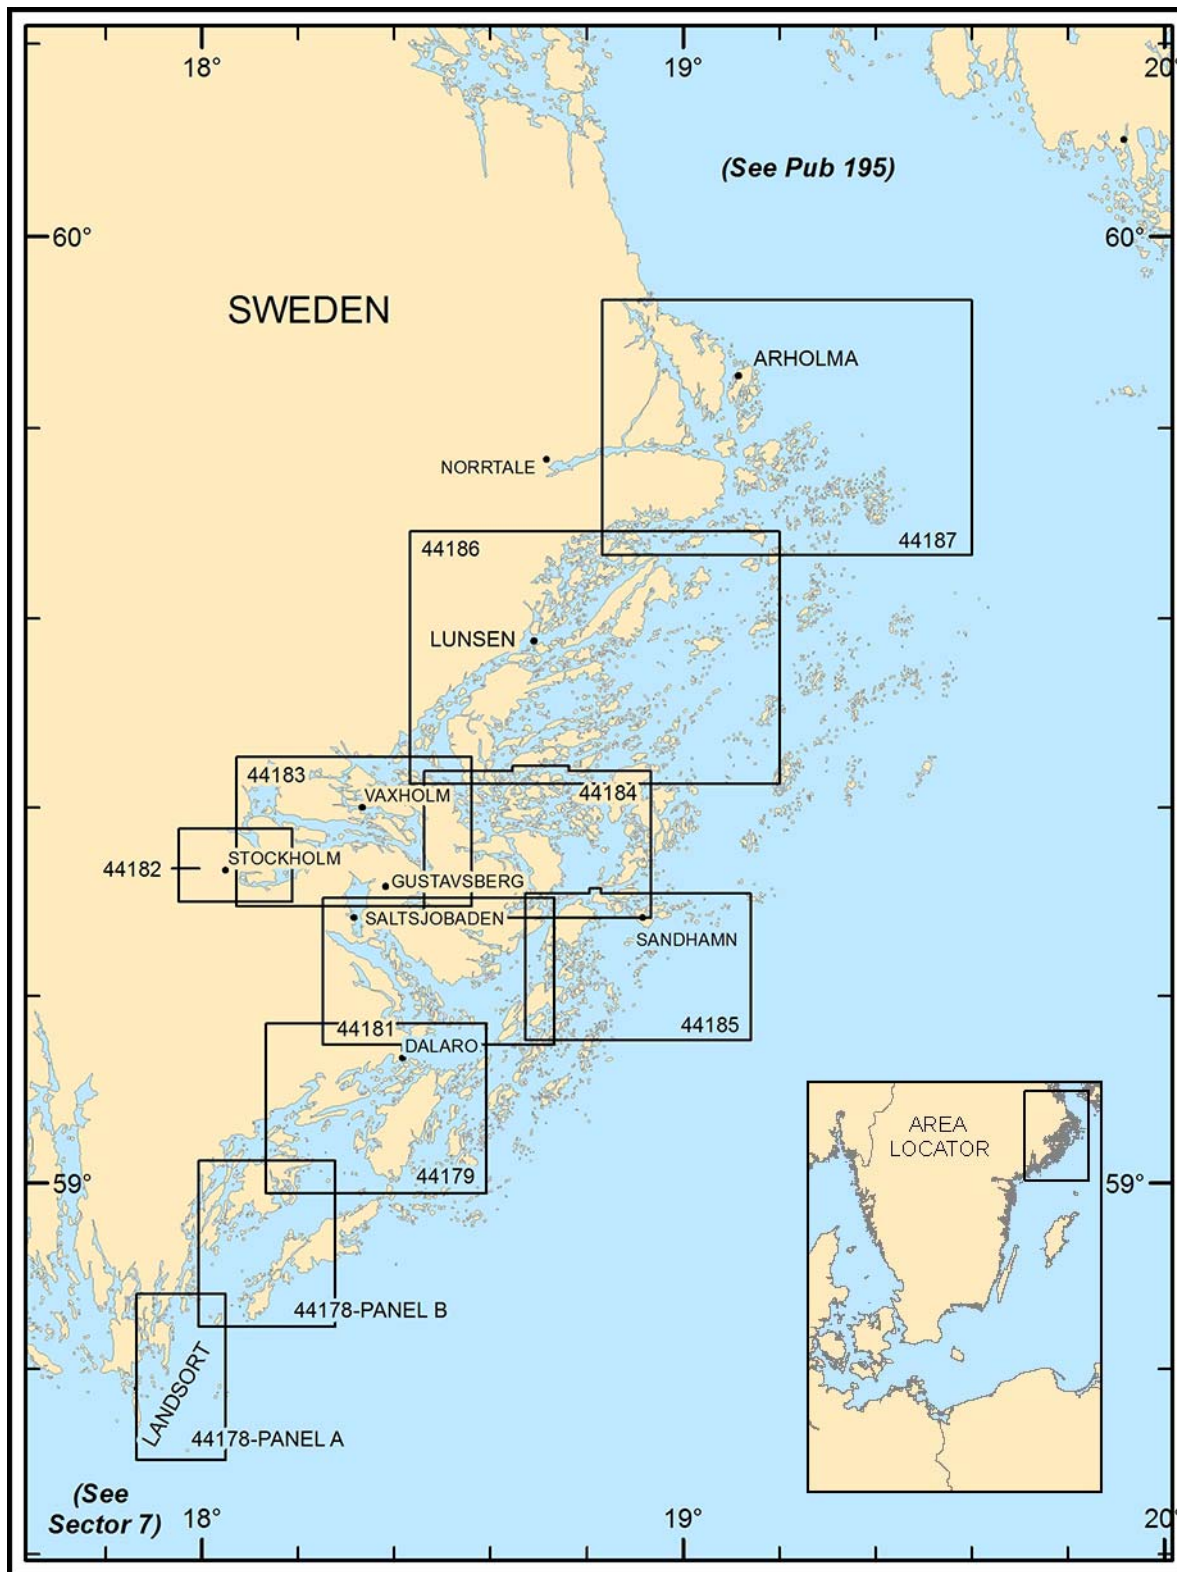 18°
19°
20°
(See Pub 195)
60°
60°
SWEDEN
ARHOLMA
NORRTALE
44187
44186
LUNSEN
44183
44184
VAXHOLM
STOCKHOLM
44182
GUSTAVSBERG
SALTSJOBADEN
SANDHAMN
44185
44181
DALARO
AREA
LOCATOR
44179
59°
59°
44178-PANEL B
LANDSORT
44178-PANEL A
(See
Sector 7)
18°
19°
20°